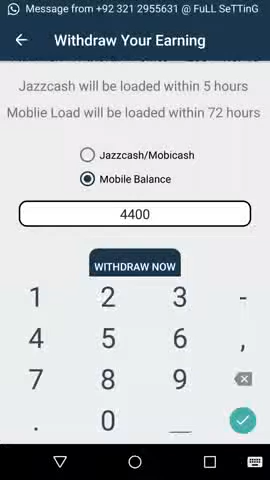 Message from +92 321 2955631 @ FuLL SeTTinG
Withdraw Your Earning
Jazzcash will be loaded within 5 hours
Moblie Load will be loaded within 72 hours
Jazzcash/Mobicash
Mobile Balance
4400
WITHDRAW NOW
1 2 3 -
4 5 6 ,
7 8 9
. 0 _